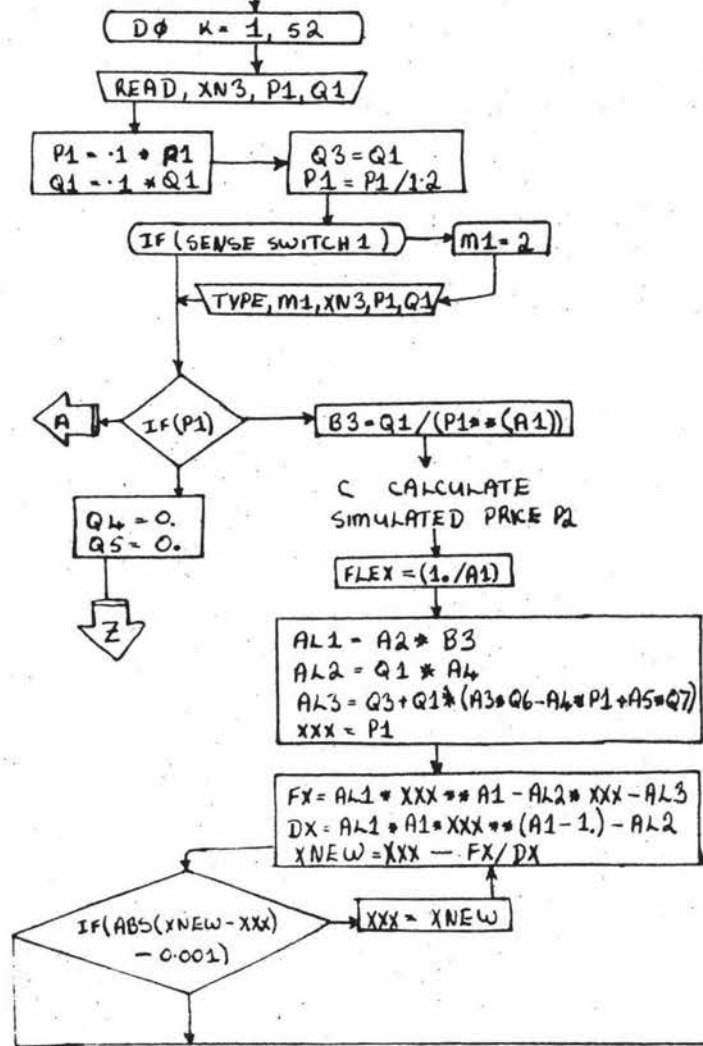 DØ K = 1, 52
READ, XN3, P1, Q1
P1 = .1 * P1
Q1 = .1 * Q1
Q3 = Q1
P1 = P1 / 1.2
IF (SENSE SWITCH 1)
M1 = 2
TYPE, M1, XN3, P1, Q1
A
IF(P1)
B3 = Q1 / (P1 ** (A1))
Q4 = 0.
Q5 = 0.
Z
C CALCULATE
SIMULATED PRICE P2
FLEX = (1. / A1)
AL1 = A2 * B3
AL2 = Q1 * A4
AL3 = Q3 + Q1 * (A3 * Q6 - A4 * P1 + A5 * Q7)
XXX = P1
FX = AL1 * XXX ** A1 - AL2 * XXX - AL3
DX = AL1 * A1 * XXX ** (A1 - 1.) - AL2
XNEW = XXX - FX / DX
IF(ABS(XNEW - XXX)
- 0.001)
XXX = XNEW